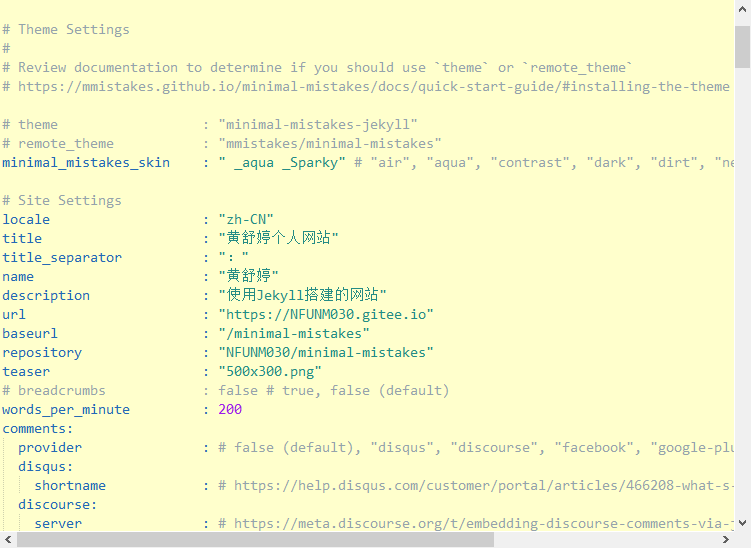 # Theme Settings
#
# Review documentation to determine if you should use `theme` or `remote_theme`
# https://mmistakes.github.io/minimal-mistakes/docs/quick-start-guide/#installing-the-theme
# theme : "minimal-mistakes-jekyll"
# remote_theme : "mmistakes/minimal-mistakes"
minimal_mistakes_skin : " _aqua _Sparky" # "air", "aqua", "contrast", "dark", "dirt", "ne
# Site Settings
locale : "zh-CN"
title : "黄舒婷个人网站"
title_separator : "："
name : "黄舒婷"
description : "使用Jekyll搭建的网站"
url : "https://NFUNM030.gitee.io"
baseurl : "/minimal-mistakes"
repository : "NFUNM030/minimal-mistakes"
teaser : "500x300.png"
# breadcrumbs : false # true, false (default)
words_per_minute : 200
comments:
provider : # false (default), "disqus", "discourse", "facebook", "google-plu
disqus:
shortname : # https://help.disqus.com/customer/portal/articles/466208-what-s-
discourse:
server : # https://meta.discourse.org/t/embedding-discourse-comments-via-j